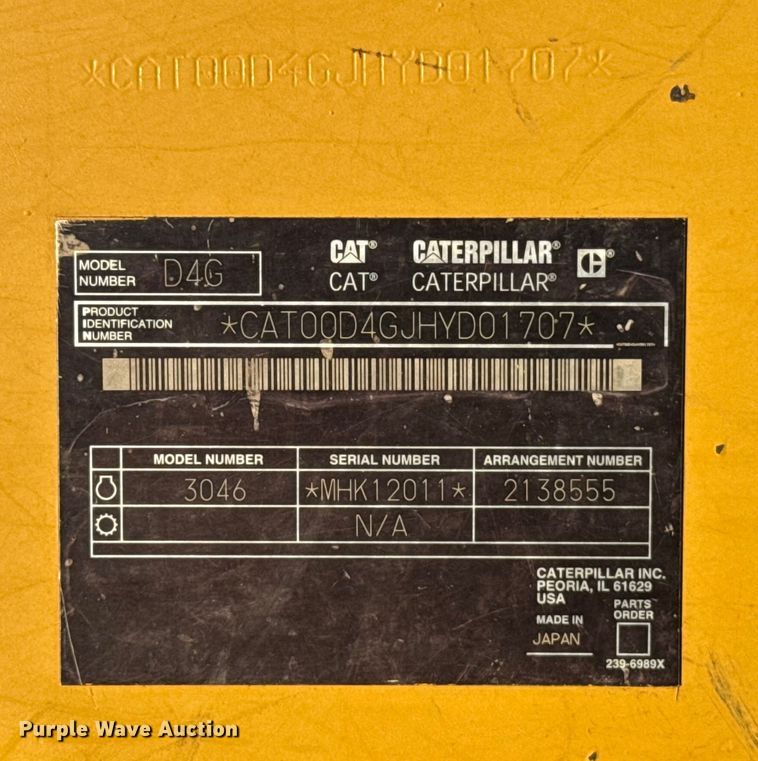 *CAT00D4GJHYD01707*
MODEL NUMBER D4G
CAT® CATERPILLAR®
CAT® CATERPILLAR®
PRODUCT IDENTIFICATION NUMBER *CAT00D4GJHYD01707*
MODEL NUMBER SERIAL NUMBER ARRANGEMENT NUMBER
3046 *MHK12011* 2138555
N/A
CATERPILLAR INC.
PEORIA, IL 61629
USA
PARTS ORDER
MADE IN
JAPAN
239-6989X
Purple Wave Auction